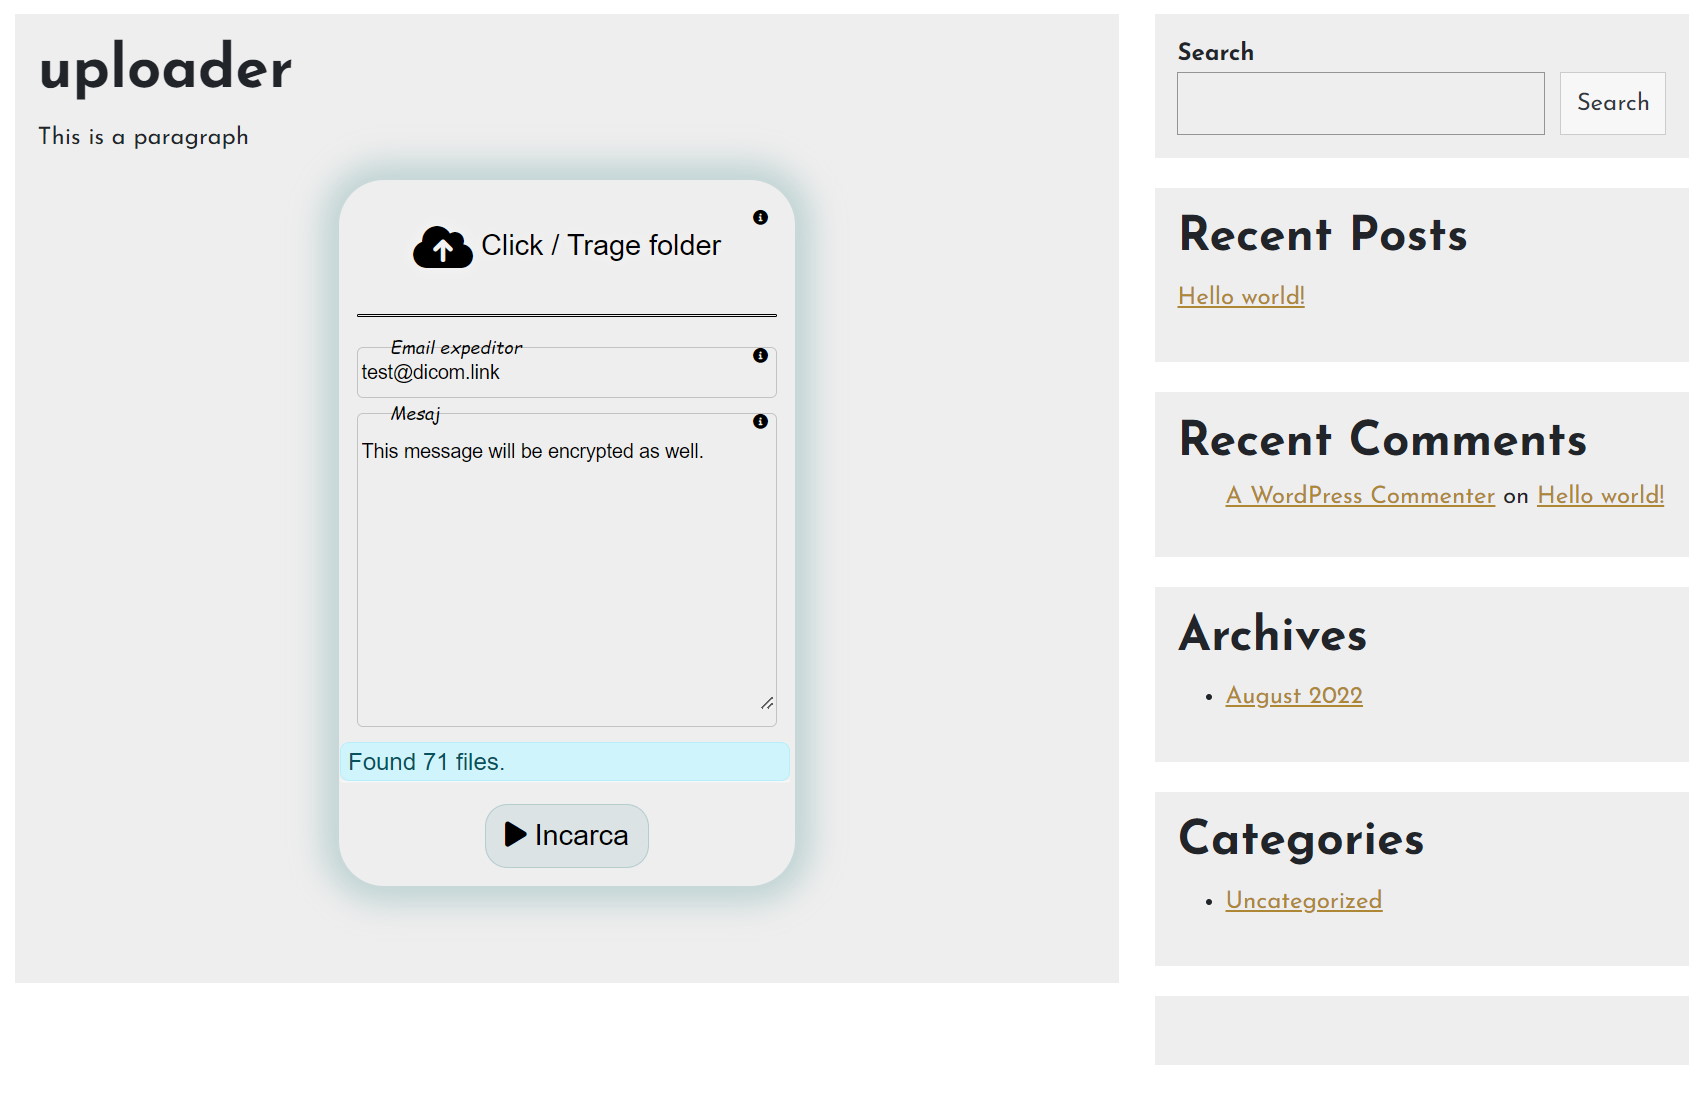 uploader
This is a paragraph
Click / Trage folder
Email expeditor
test@dicom.link
Mesaj
This message will be encrypted as well.
Found 71 files.
Incarca
Search
Search
Recent Posts
Hello world!
Recent Comments
A WordPress Commenter on Hello world!
Archives
August 2022
Categories
Uncategorized